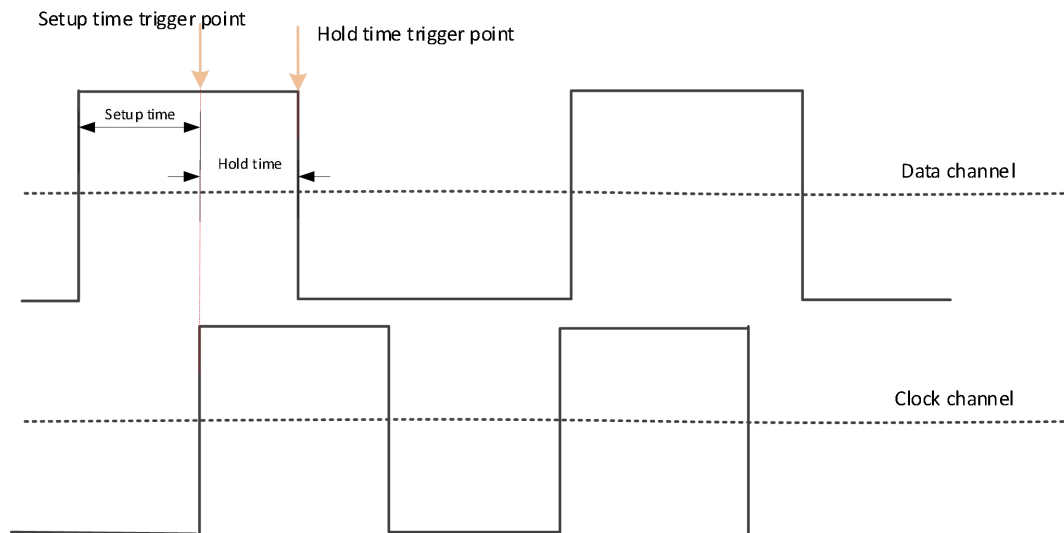 Setup time trigger point
Hold time trigger point
Setup time
Hold time
Data channel
Clock channel